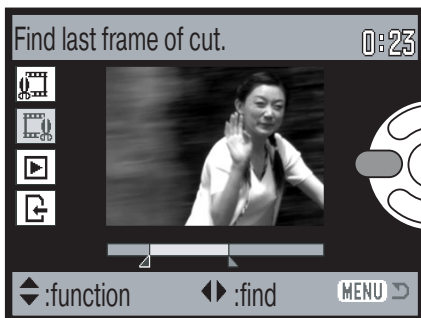 Find last frame of cut.
0:23
:function
:find
MENU